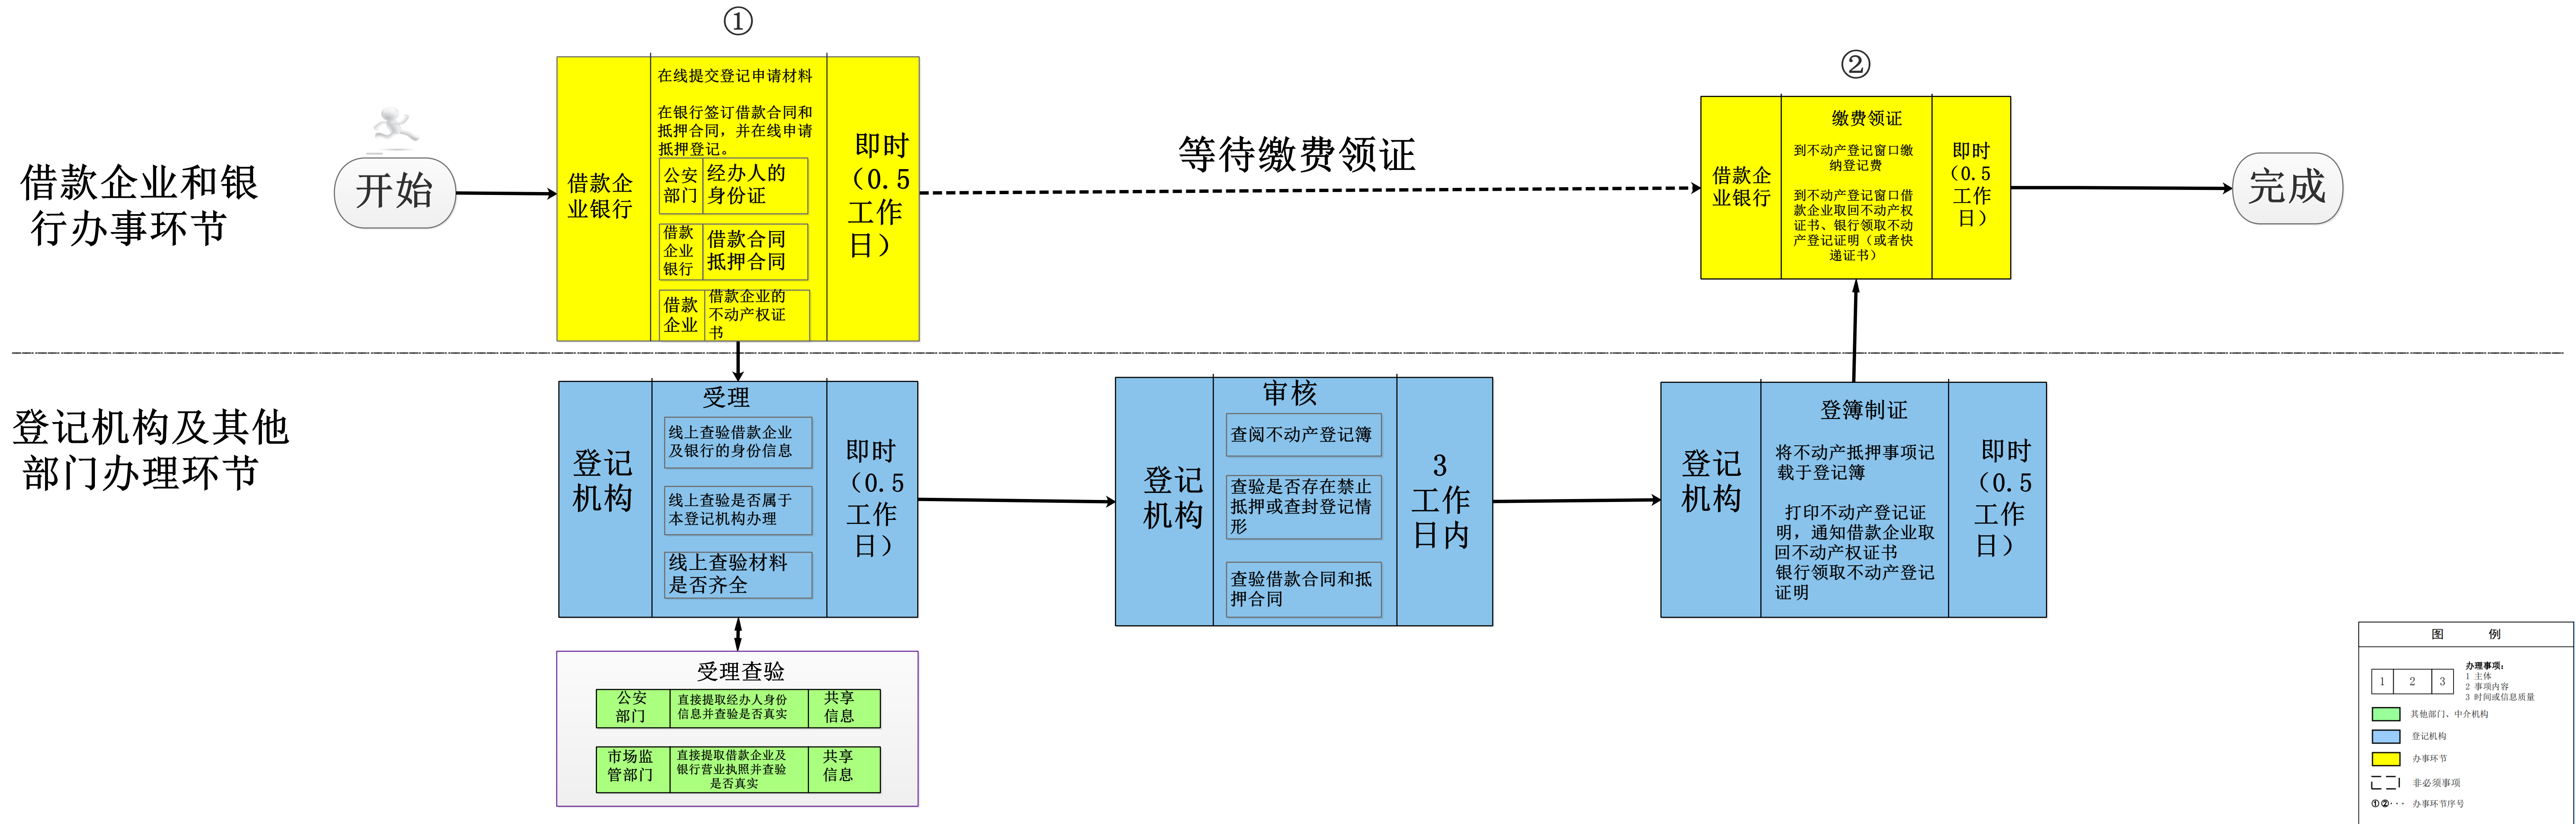 ①
②
借款企业和银
行办事环节
开始
借款企
业银行
在线提交登记申请材料
在银行签订借款合同和
抵押合同，并在线申请
抵押登记。
公安
部门
经办人的
身份证
借款
企业
银行
借款合同
抵押合同
借款
企业
借款企业的
不动产权证
书
即时
（0.5
工作
日）
等待缴费领证
借款企
业银行
缴费领证
到不动产登记窗口缴
纳登记费
到不动产登记窗口借
款企业取回不动产权
证书、银行领取不动
产登记证明（或者快
递证书）
即时
（0.5
工作
日）
完成
登记机构及其他
部门办理环节
登记
机构
受理
线上查验借款企业
及银行的身份信息
线上查验是否属于
本登记机构办理
线上查验材料
是否齐全
即时
（0.5
工作
日）
登记
机构
审核
查阅不动产登记簿
查验是否存在禁止
抵押或查封登记情
形
查验借款合同和抵
押合同
3
工作
日内
登记
机构
登簿制证
将不动产抵押事项记
载于登记簿
打印不动产登记证
明，通知借款企业取
回不动产权证书
银行领取不动产登记
证明
即时
（0.5
工作
日）
受理查验
公安
部门
直接提取经办人身份
信息并查验是否真实
共享
信息
市场监
管部门
直接提取借款企业及
银行营业执照并查验
是否真实
共享
信息
图 例
1 2 3
办理事项：
1 主体
2 事项内容
3 时间或信息质量
其他部门、中介机构
登记机构
办事环节
非必须事项
①②··· 办事环节序号